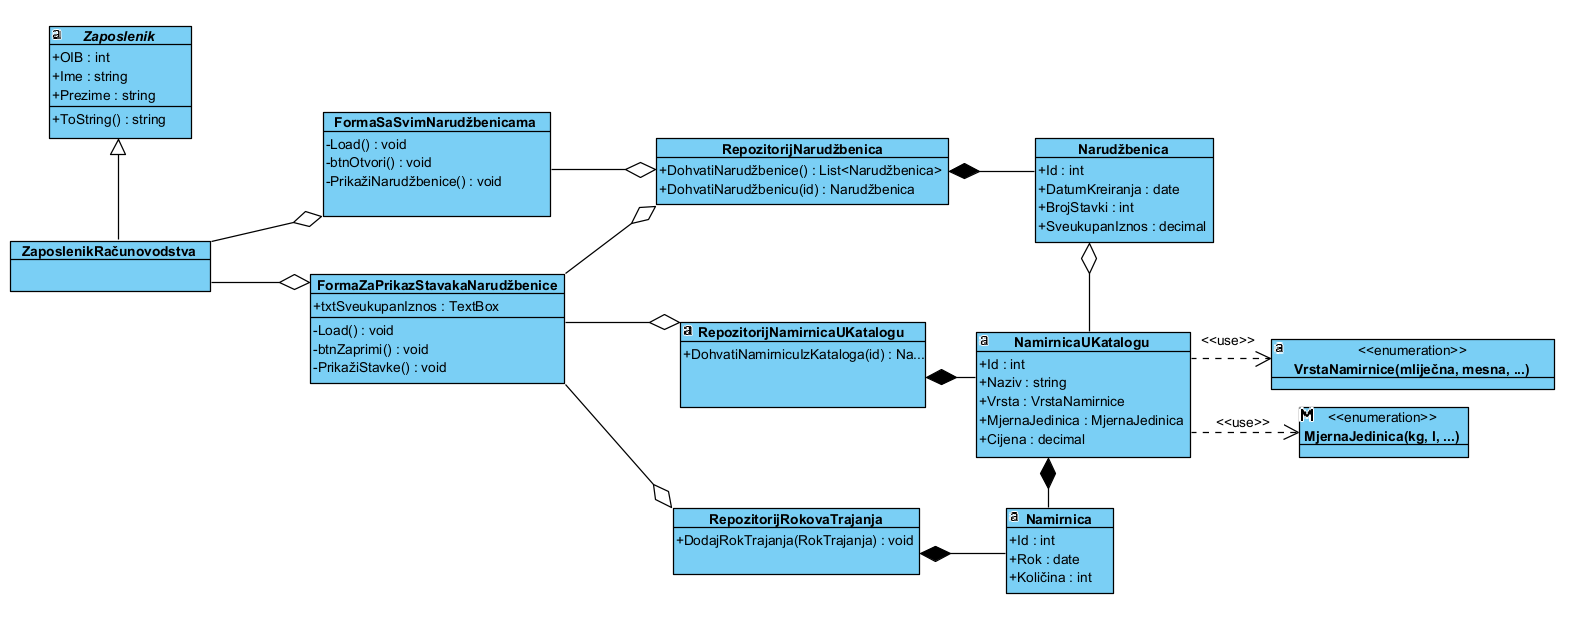 a Zaposlenik
+OIB : int
+Ime : string
+Prezime : string
+ToString() : string
FormaSaSvimNarudžbenicama
-Load() : void
-btnOtvori() : void
-PrikažiNarudžbenice() : void
RepozitorijNarudžbenica
+DohvatiNarudžbenice() : List<Narudžbenica>
+DohvatiNarudžbenicu(id) : Narudžbenica
Narudžbenica
+Id : int
+DatumKreiranja : date
+BrojStavki : int
+SveukupanIznos : decimal
ZaposlenikRačunovodstva
FormaZaPrikazStavakaNarudžbenice
+txtSveukupanIznos : TextBox
-Load() : void
-btnZaprimi() : void
-PrikažiStavke() : void
a RepozitorijNamirnicaUKatalogu
+DohvatiNamirnicuIzKataloga(id) : Na...
a NamirnicaUKatalogu
+Id : int
+Naziv : string
+Vrsta : VrstaNamirnice
+MjernaJedinica : MjernaJedinica
+Cijena : decimal
<<use>>
a <<enumeration>>
VrstaNamirnice(mliječna, mesna, ...)
<<use>>
M <<enumeration>>
MjernaJedinica(kg, l, ...)
RepozitorijRokovaTrajanja
+DodajRokTrajanja(RokTrajanja) : void
a Namirnica
+Id : int
+Rok : date
+Količina : int